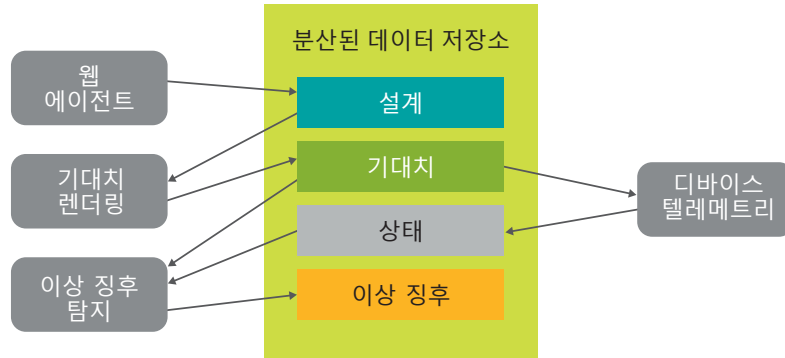 분산된 데이터 저장소
웹
에이전트
설계
기대치
렌더링
기대치
디바이스
텔레메트리
상태
이상 징후
탐지
이상 징후